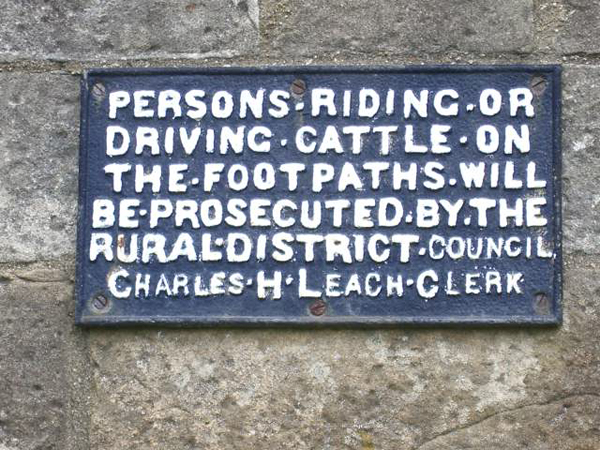 PERSONS·RIDING·OR
DRIVING·CATTLE·ON
THE·FOOTPATHS·WILL
BE·PROSECUTED·BY·THE
RURAL·DISTRICT·COUNCIL
CHARLES·H·LEACH·CLERK